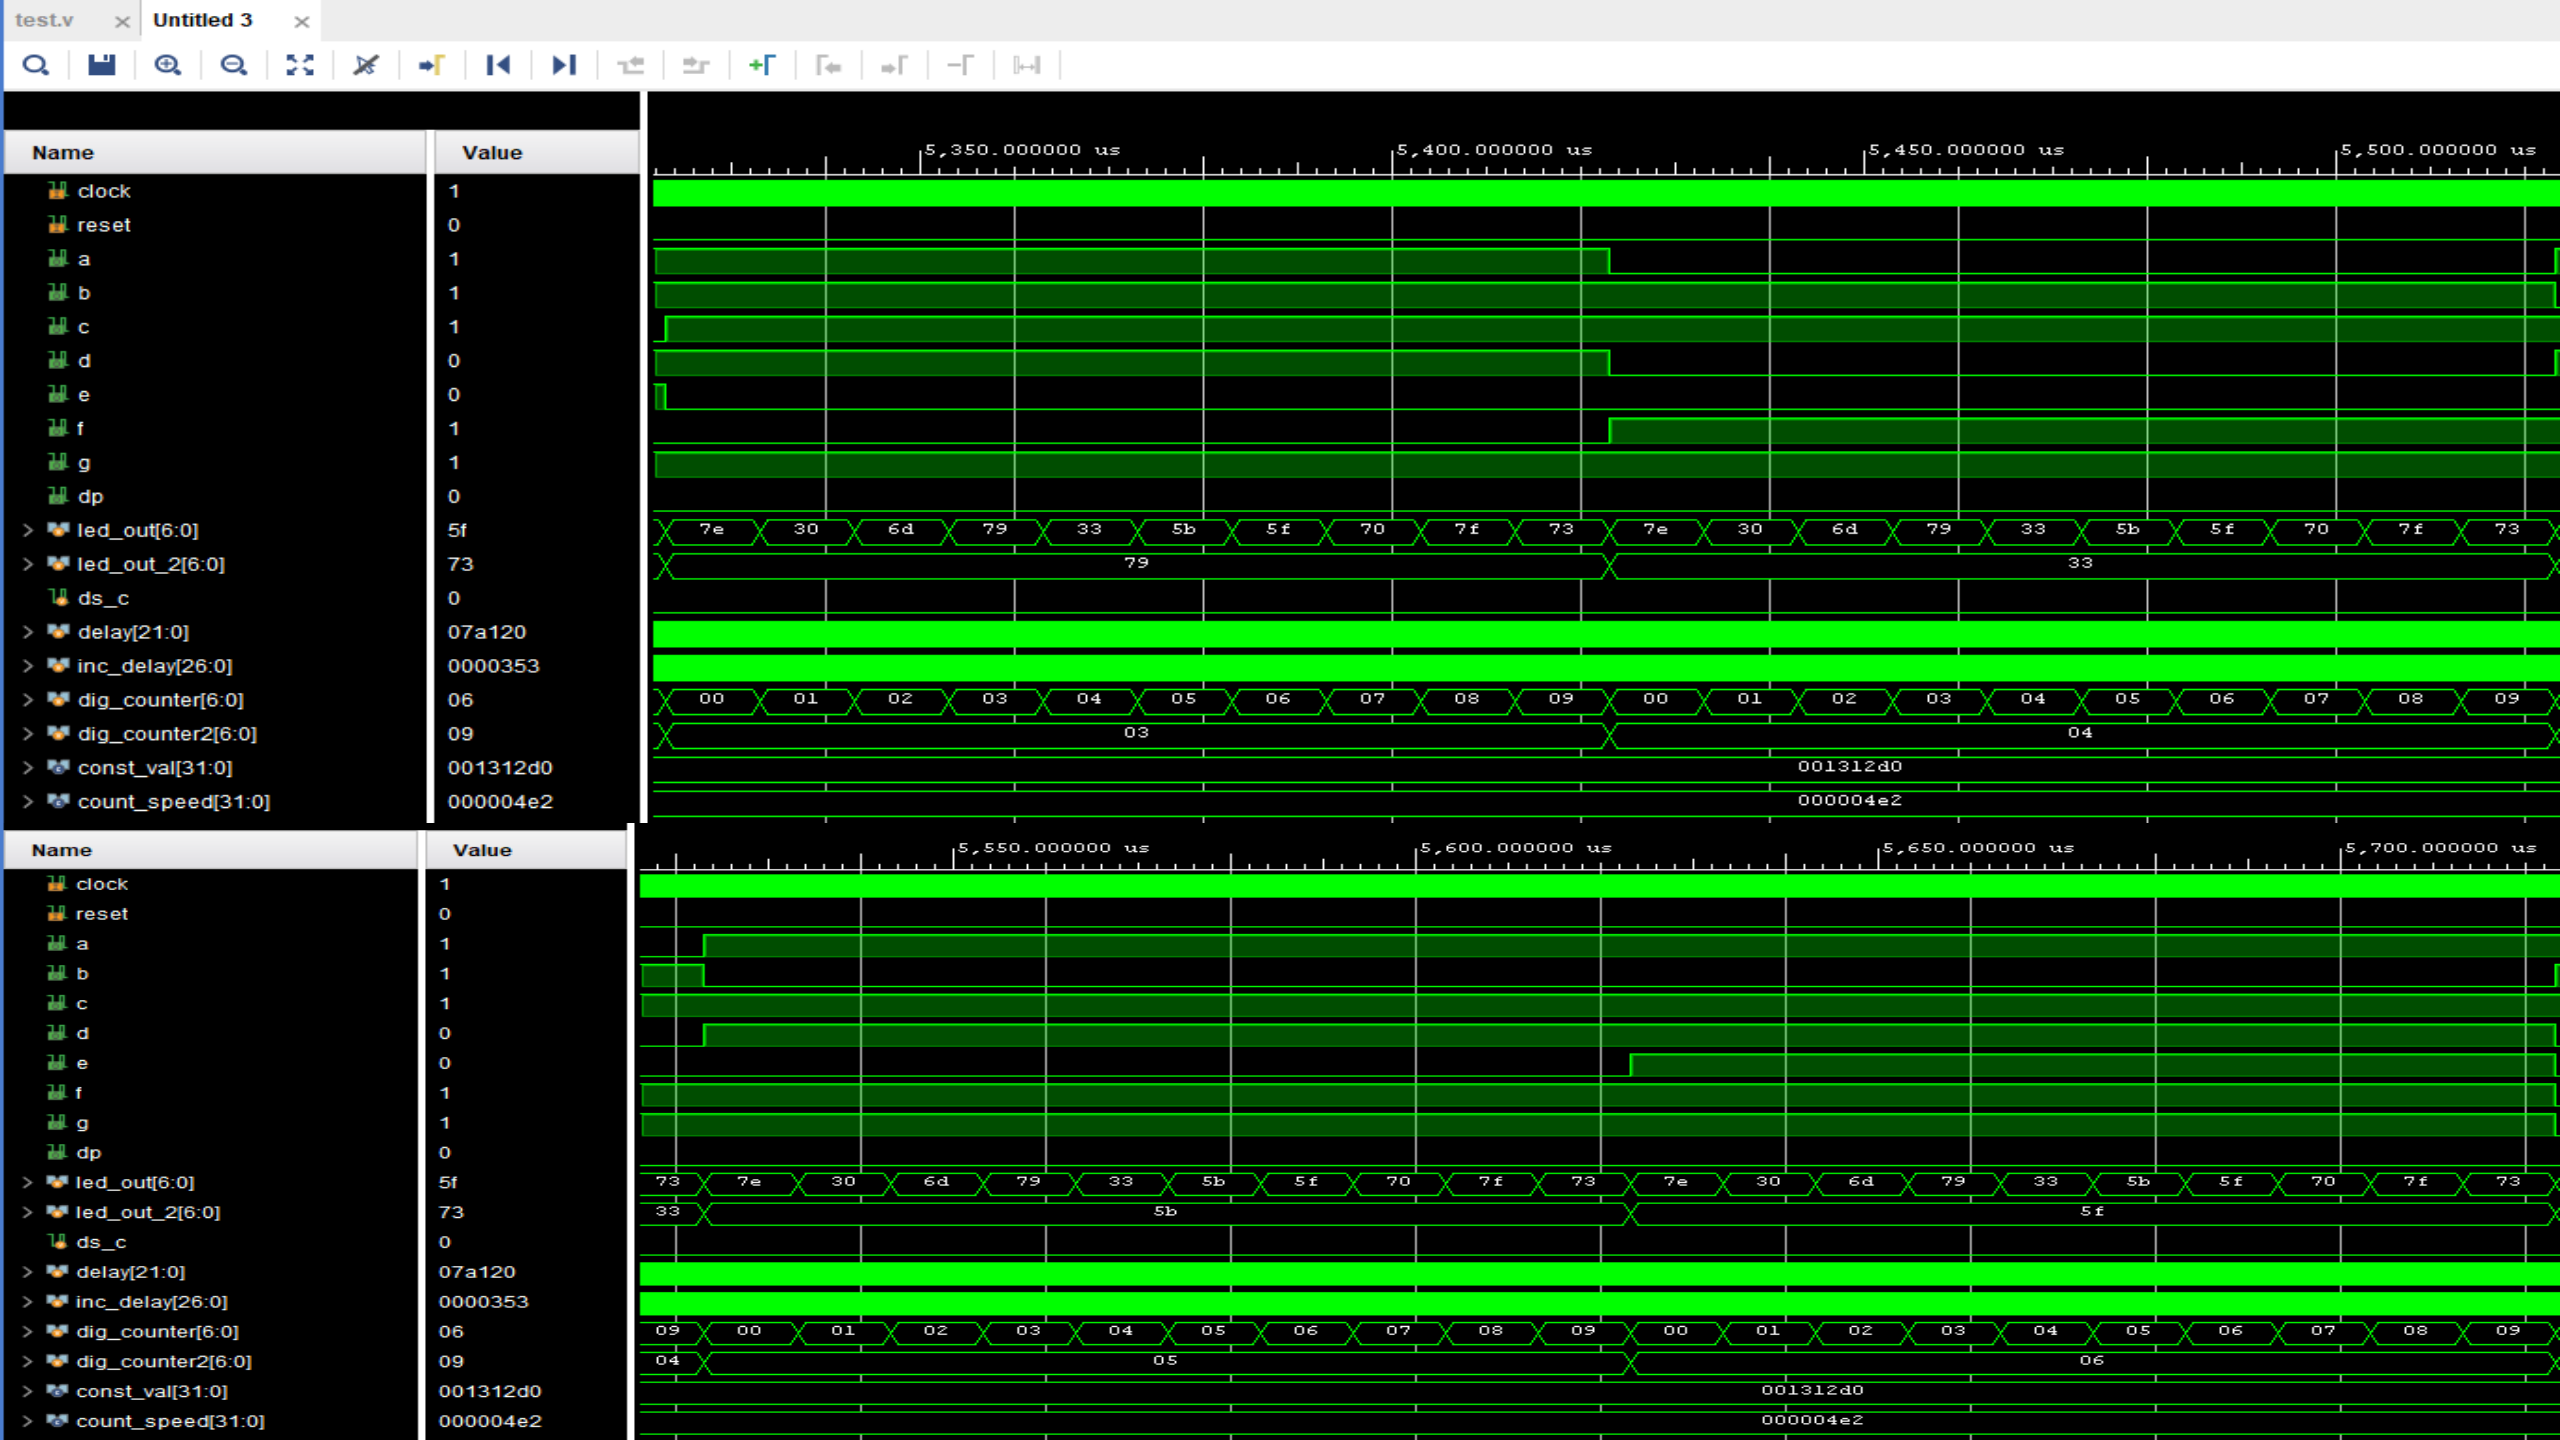 test.v Untitled 3
Name Value 5,350.000000 us 5,400.000000 us 5,450.000000 us 5,500.000000 us
clock 1
reset 0
a 1
b 1
c 1
d 0
e 0
f 1
g 1
dp 0
led_out[6:0] 5f 7e 30 6d 79 33 5b 5f 70 7f 73 7e 30 6d 79 33 5b 5f 70 7f 73
led_out_2[6:0] 73 79 33
ds_c 0
delay[21:0] 07a120
inc_delay[26:0] 0000353
dig_counter[6:0] 06 00 01 02 03 04 05 06 07 08 09 00 01 02 03 04 05 06 07 08 09
dig_counter2[6:0] 09 03 04
const_val[31:0] 001312d0 001312d0
count_speed[31:0] 000004e2 000004e2
Name Value 5,550.000000 us 5,600.000000 us 5,650.000000 us 5,700.000000 us
clock 1
reset 0
a 1
b 1
c 1
d 0
e 0
f 1
g 1
dp 0
led_out[6:0] 5f 73 7e 30 6d 79 33 5b 5f 70 7f 73 7e 30 6d 79 33 5b 5f 70 7f 73
led_out_2[6:0] 73 33 5b 5f
ds_c 0
delay[21:0] 07a120
inc_delay[26:0] 0000353
dig_counter[6:0] 06 09 00 01 02 03 04 05 06 07 08 09 00 01 02 03 04 05 06 07 08 09
dig_counter2[6:0] 09 04 05 06
const_val[31:0] 001312d0 001312d0
count_speed[31:0] 000004e2 000004e2